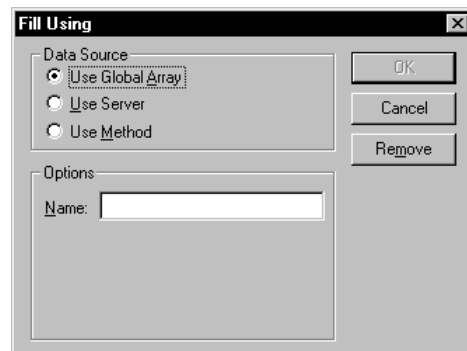 Fill Using
Data Source
Use Global Array
Use Server
Use Method
OK
Cancel
Remove
Options
Name: